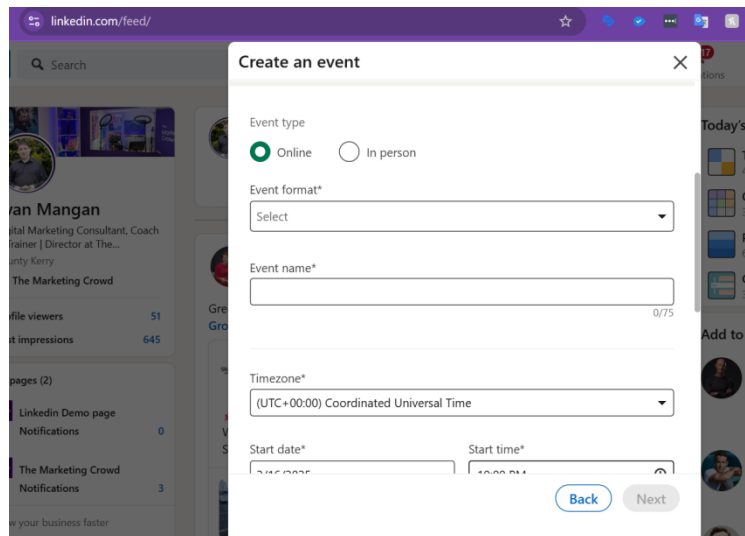 linkedin.com/feed/
Search
Create an event
17
Today's
Event type
Online
In person
Event format*
Select
Event name*
0/75
Timezone*
(UTC+00:00) Coordinated Universal Time
Start date*
Start time*
Back
Next
van Mangan
gital Marketing Consultant, Coach
Trainer | Director at The...
unty Kerry
The Marketing Crowd
ofile viewers 51
st impressions 645
pages (2)
Linkedin Demo page
Notifications 0
The Marketing Crowd
Notifications 3
w your business faster
Gre
Gro
Add to